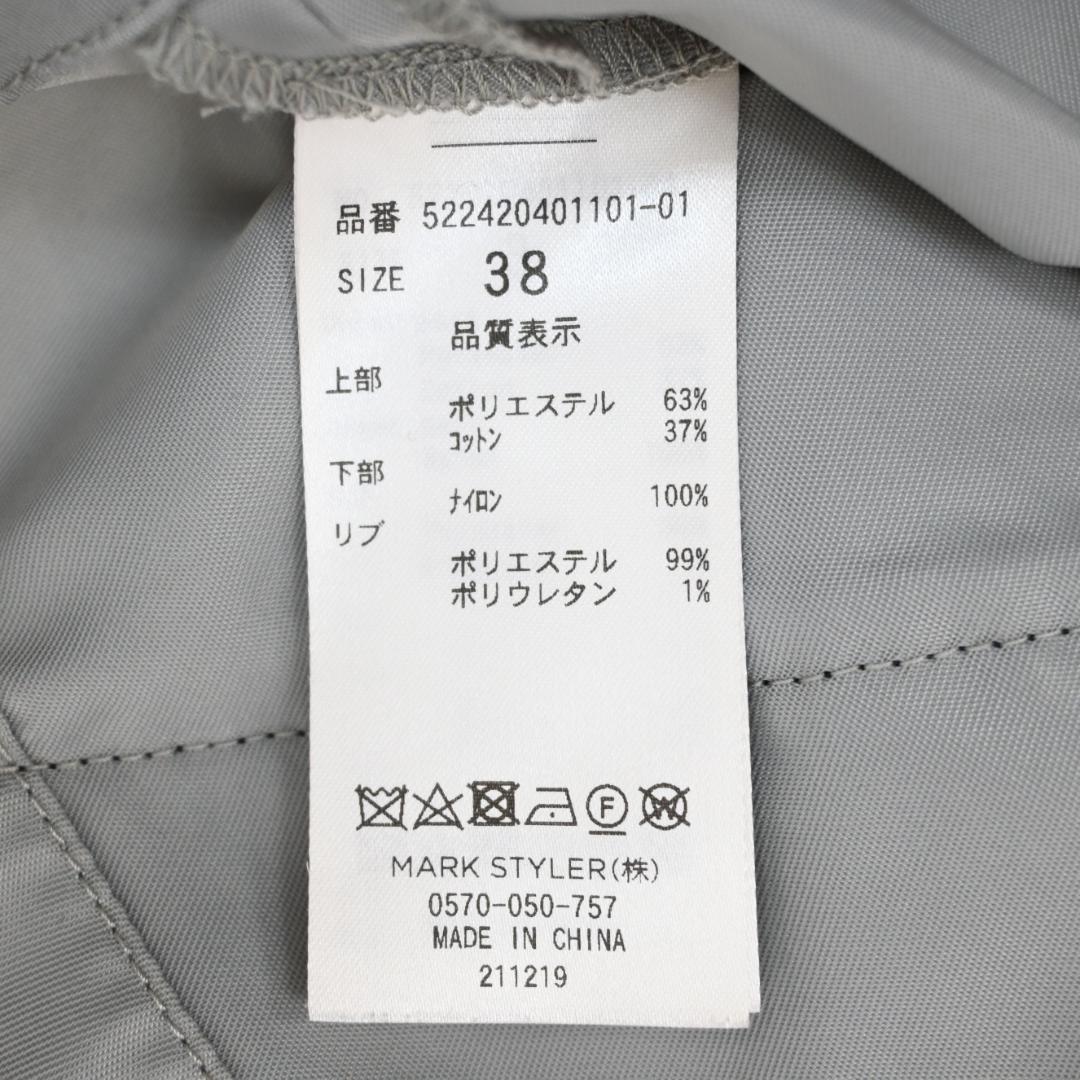 品番 522420401101-01
SIZE 38
品質表示
上部
ポリエステル 63%
コットン 37%
下部
ナイロン 100%
リブ
ポリエステル 99%
ポリウレタン 1%
F W
MARK STYLER(株)
0570-050-757
MADE IN CHINA
211219